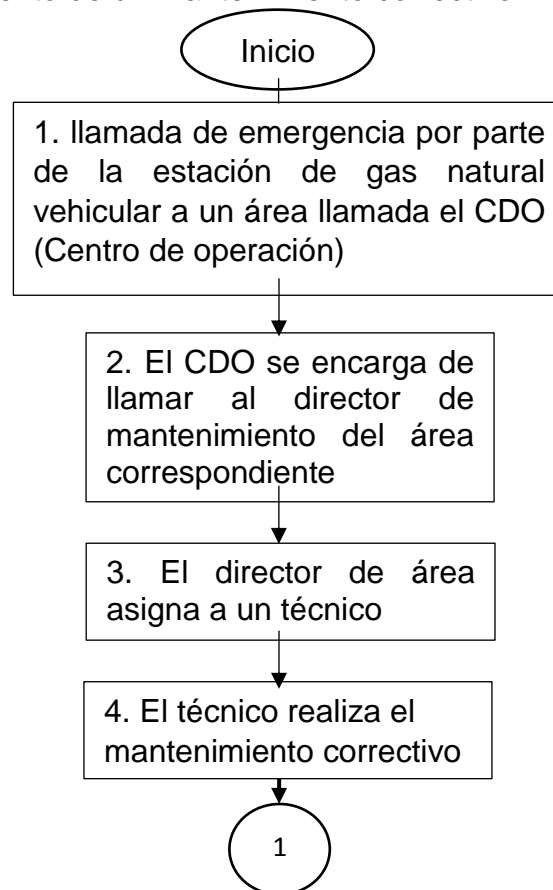 Inicio
1. llamada de emergencia por parte
de la estación de gas natural
vehicular a un área llamada el CDO
(Centro de operación)
2. El CDO se encarga de
llamar al director de
mantenimiento del área
correspondiente
3. El director de área
asigna a un técnico
4. El técnico realiza el
mantenimiento correctivo
1